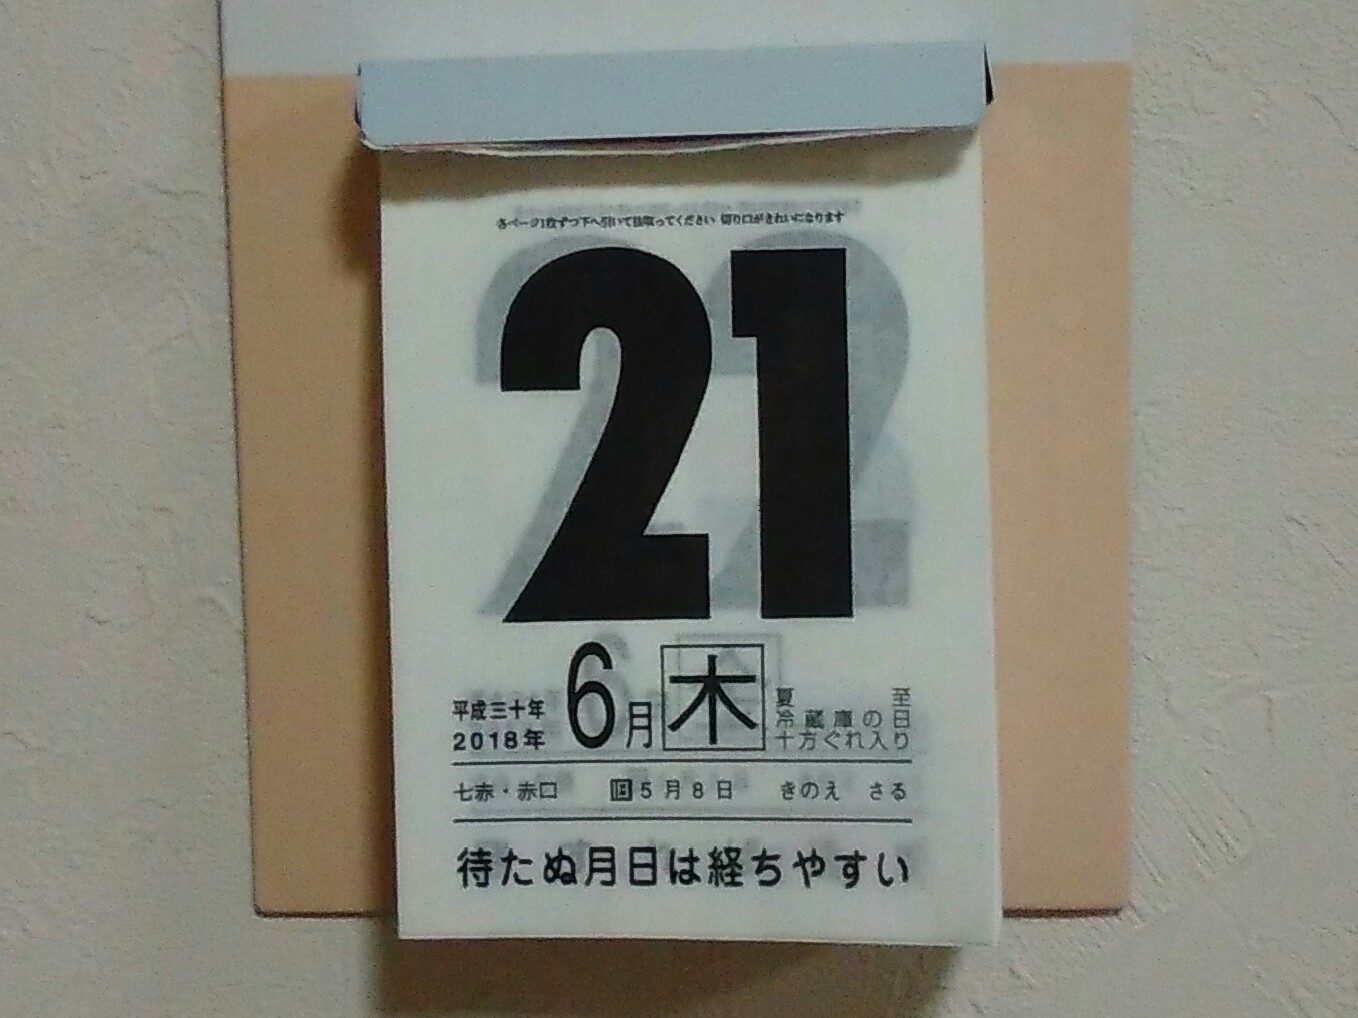 各ページ1枚ずつ下へ引いて抜取ってください 切り口がきれいになります
21
平成三十年
2018年
6月
木
夏至
冷蔵庫の日
十方ぐれ入り
七赤・赤口 旧5月8日 きのえ さる
待たぬ月日は経ちやすい